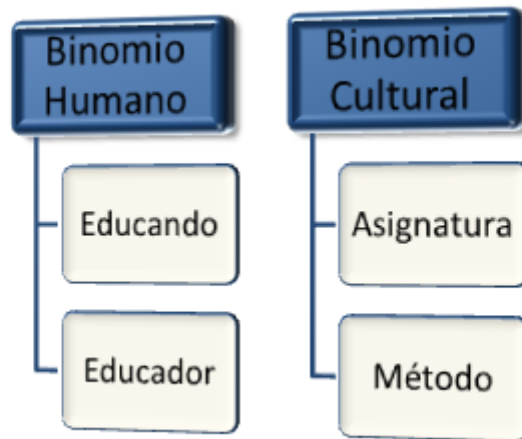 Binomio
Humano
Educando
Educador
Binomio
Cultural
Asignatura
Método